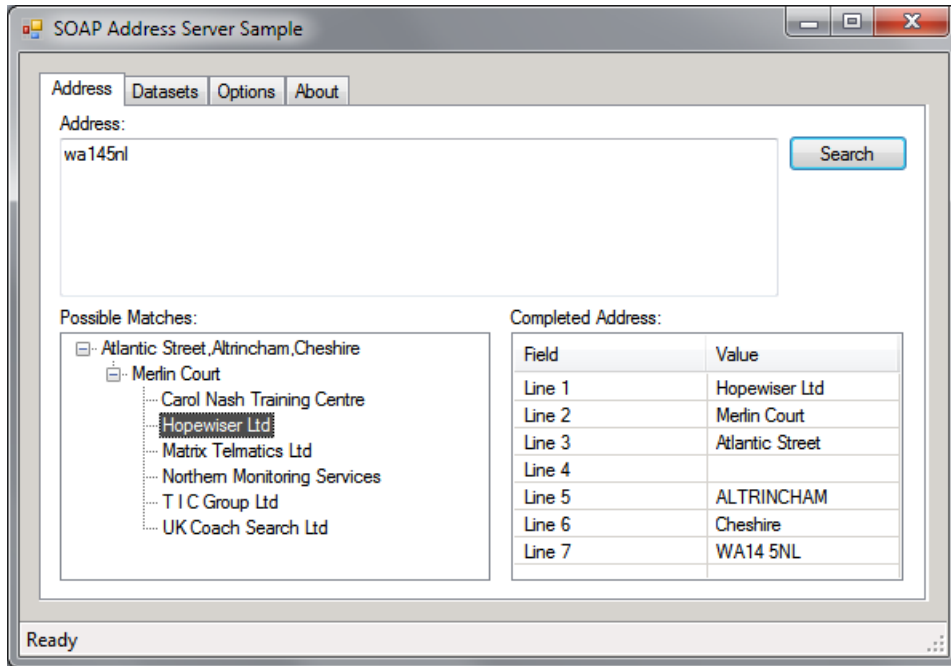 SOAP Address Server Sample
Address Datasets Options About
Address:
wa145nl
Search
Possible Matches:
Atlantic Street,Altrincham,Cheshire
Merlin Court
Carol Nash Training Centre
Hopewiser Ltd
Matrix Telmatics Ltd
Northern Monitoring Services
T I C Group Ltd
UK Coach Search Ltd
Completed Address:
Field Value
Line 1 Hopewiser Ltd
Line 2 Merlin Court
Line 3 Atlantic Street
Line 4
Line 5 ALTRINCHAM
Line 6 Cheshire
Line 7 WA14 5NL
Ready